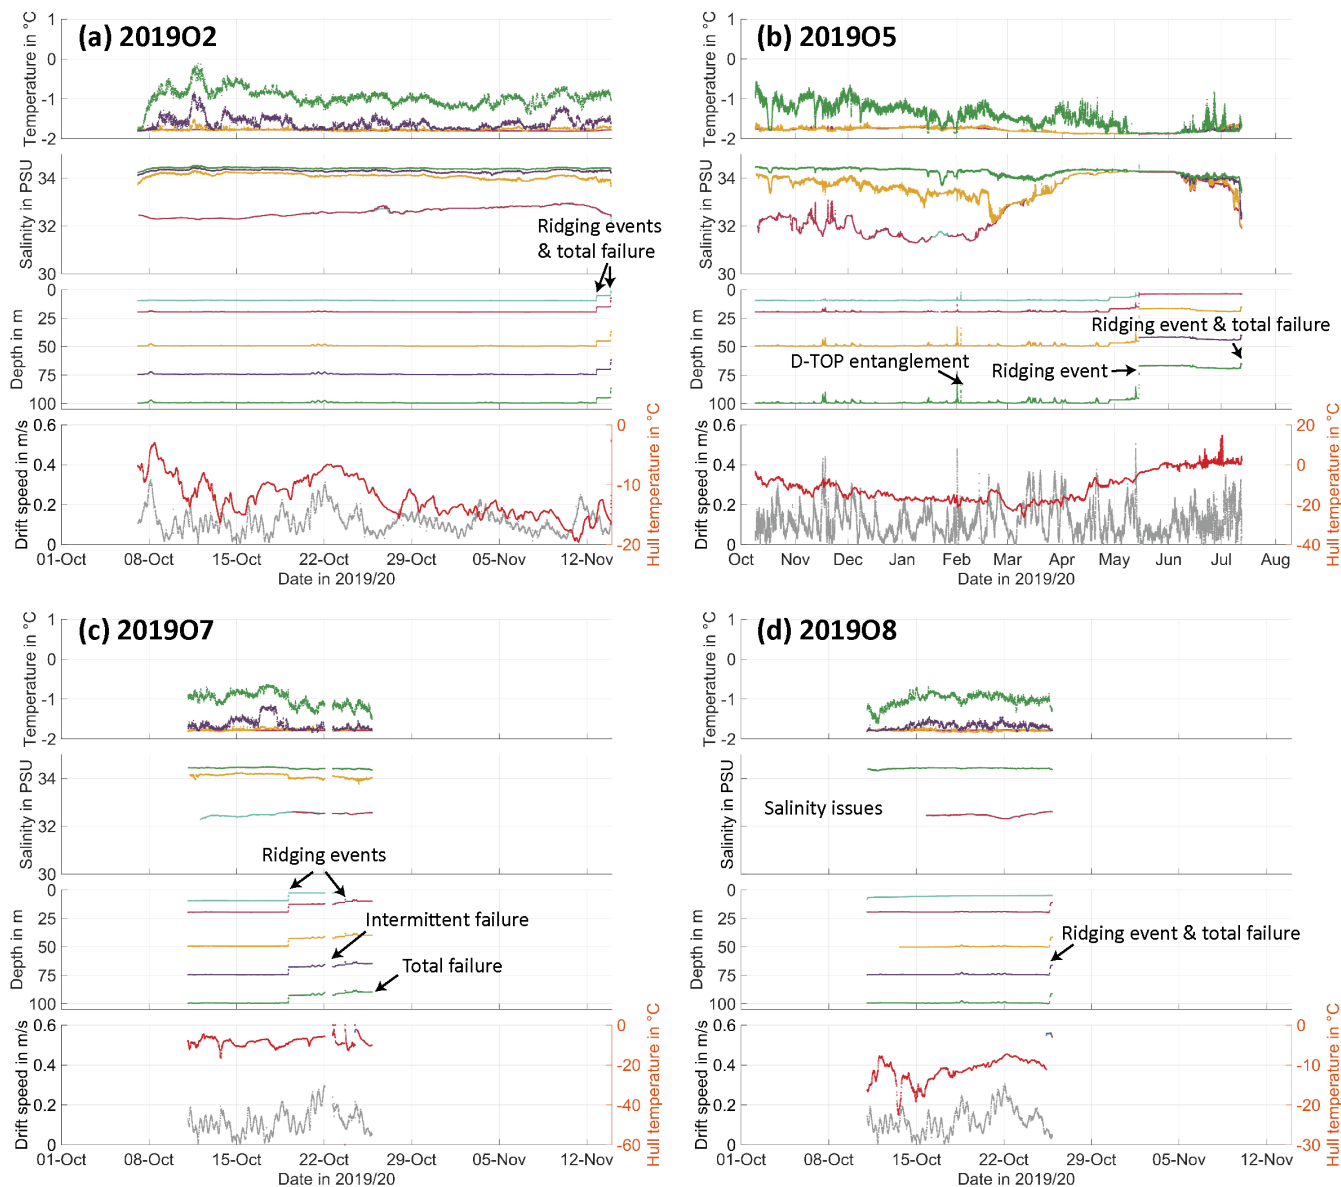 (a) 2019O2
Temperature in °C
1
0
-1
-2
Salinity in PSU
34
32
30
Ridging events
& total failure
Depth in m
0
25
50
75
100
Drift speed in m/s
0.6
0.4
0.2
0
Hull temperature in °C
0
-10
-20
01-Oct 08-Oct 15-Oct 22-Oct 29-Oct 05-Nov 12-Nov
Date in 2019/20
(b) 2019O5
Temperature in °C
1
0
-1
-2
Salinity in PSU
34
32
30
Depth in m
0
25
50
75
100
Ridging event & total failure
D-TOP entanglement
Ridging event
Drift speed in m/s
0.6
0.4
0.2
0
Hull temperature in °C
20
0
-20
-40
Oct Nov Dec Jan Feb Mar Apr May Jun Jul Aug
Date in 2019/20
(c) 2019O7
Temperature in °C
1
0
-1
-2
Salinity in PSU
34
32
30
Ridging events
Depth in m
0
25
50
75
100
Intermittent failure
Total failure
Drift speed in m/s
0.6
0.4
0.2
0
Hull temperature in °C
0
-20
-40
-60
01-Oct 08-Oct 15-Oct 22-Oct 29-Oct 05-Nov 12-Nov
Date in 2019/20
(d) 2019O8
Temperature in °C
1
0
-1
-2
Salinity in PSU
34
32
30
Salinity issues
Depth in m
0
25
50
75
100
Ridging event & total failure
Drift speed in m/s
0.6
0.4
0.2
0
Hull temperature in °C
0
-10
-20
-30
01-Oct 08-Oct 15-Oct 22-Oct 29-Oct 05-Nov 12-Nov
Date in 2019/20